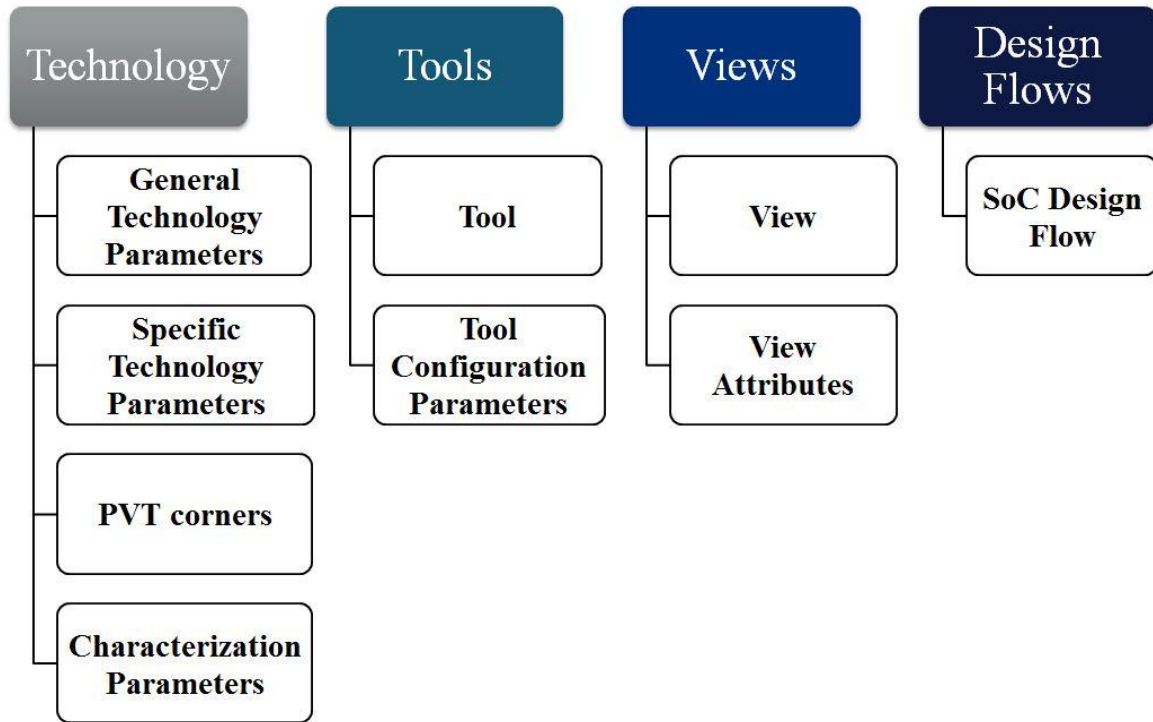 Technology
General
Technology
Parameters
Specific
Technology
Parameters
PVT corners
Characterization
Parameters
Tools
Tool
Tool
Configuration
Parameters
Views
View
View
Attributes
Design
Flows
SoC Design
Flow